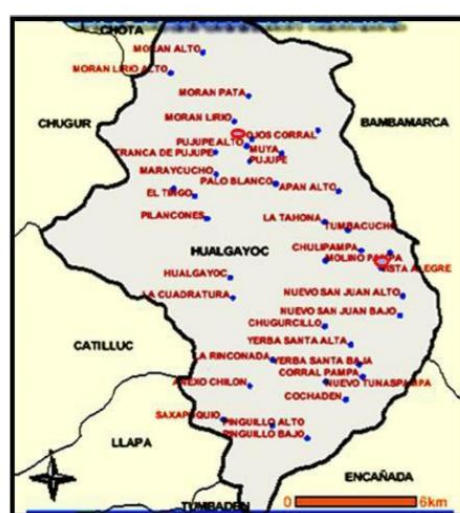 CHOTA
MORAN ALTO
MORAN LIRIO ALTO
MORAN PATA
CHUGUR
MORAN LIRIO
BAMBAMARCA
OJOS CORRAL
PUJUPE ALTO
MUYA
FRANCA DE PUJUPE
PUJUPE
MARAYCUCHO
PALO BLANCO
APAN ALTO
EL TINGO
PILANCONES
LA TAHONA
TUMBACUCHO
HUALGAYOC
CHULIPAMPA
MOLINO PAMPA
VISTA ALEGRE
HUALGAYOC
LA CUADRATURA
NUEVO SAN JUAN ALTO
NUEVO SAN JUAN BAJO
CHUGURCILLO
CATILLUC
YERBA SANTA ALTA
LA RINCONADA
YERBA SANTA BAJA
CORRAL PAMPA
ANEXO CHILON
NUEVO TUNASPAMPA
COCHADEN
SAXAPUQUIO
PINGUILLO ALTO
LLAPA
PINGUILLO BAJO
ENCAÑADA
TUMBADEN
0
6km